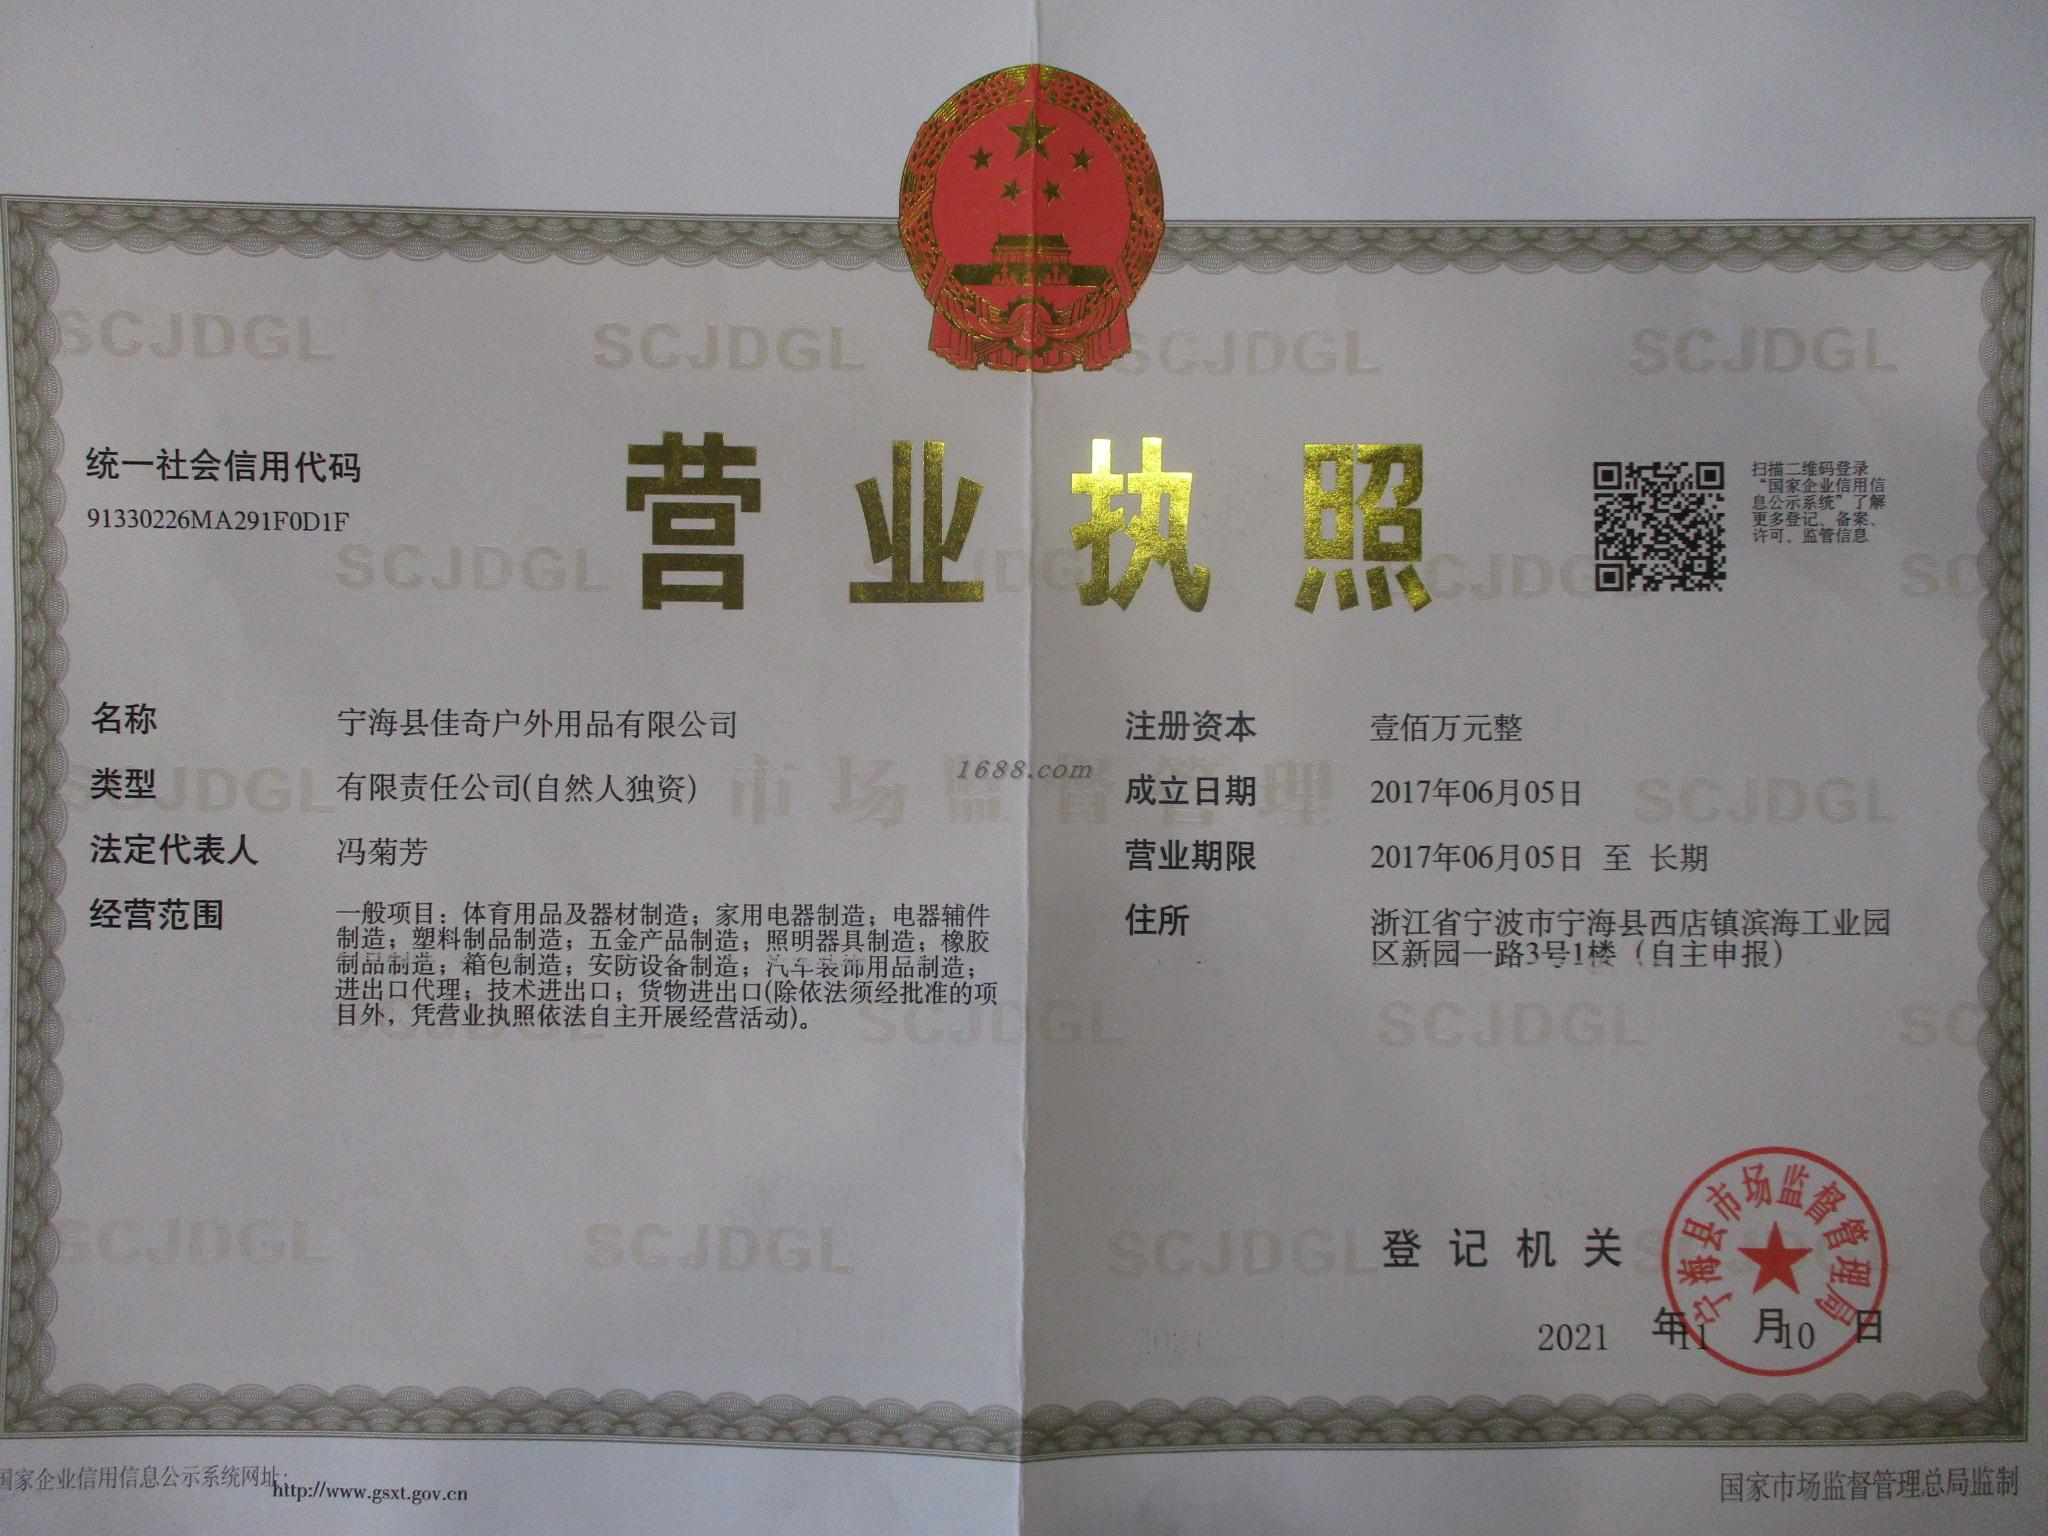 统一社会信用代码
91330226MA291F0D1F
营业执照
扫描二维码登录
“国家企业信用信
息公示系统”了解
更多登记、备案、
许可、监管信息
名称 宁海县佳奇户外用品有限公司
类型 有限责任公司(自然人独资)
法定代表人 冯菊芳
经营范围 一般项目：体育用品及器材制造；家用电器制造；电器辅件
制造；塑料制品制造；五金产品制造；照明器具制造；橡胶
制品制造；箱包制造；安防设备制造；汽车装饰用品制造；
进出口代理；技术进出口；货物进出口(除依法须经批准的项
目外，凭营业执照依法自主开展经营活动)。
注册资本 壹佰万元整
成立日期 2017年06月05日
营业期限 2017年06月05日 至 长期
住所 浙江省宁波市宁海县西店镇滨海工业园
区新园一路3号1楼（自主申报）
市场监督管理
1688.com
SCJDGL
登记机关
宁海县市场监督管理局
2021 年11 月10 日
国家企业信用信息公示系统网址：http://www.gsxt.gov.cn
国家市场监督管理总局监制